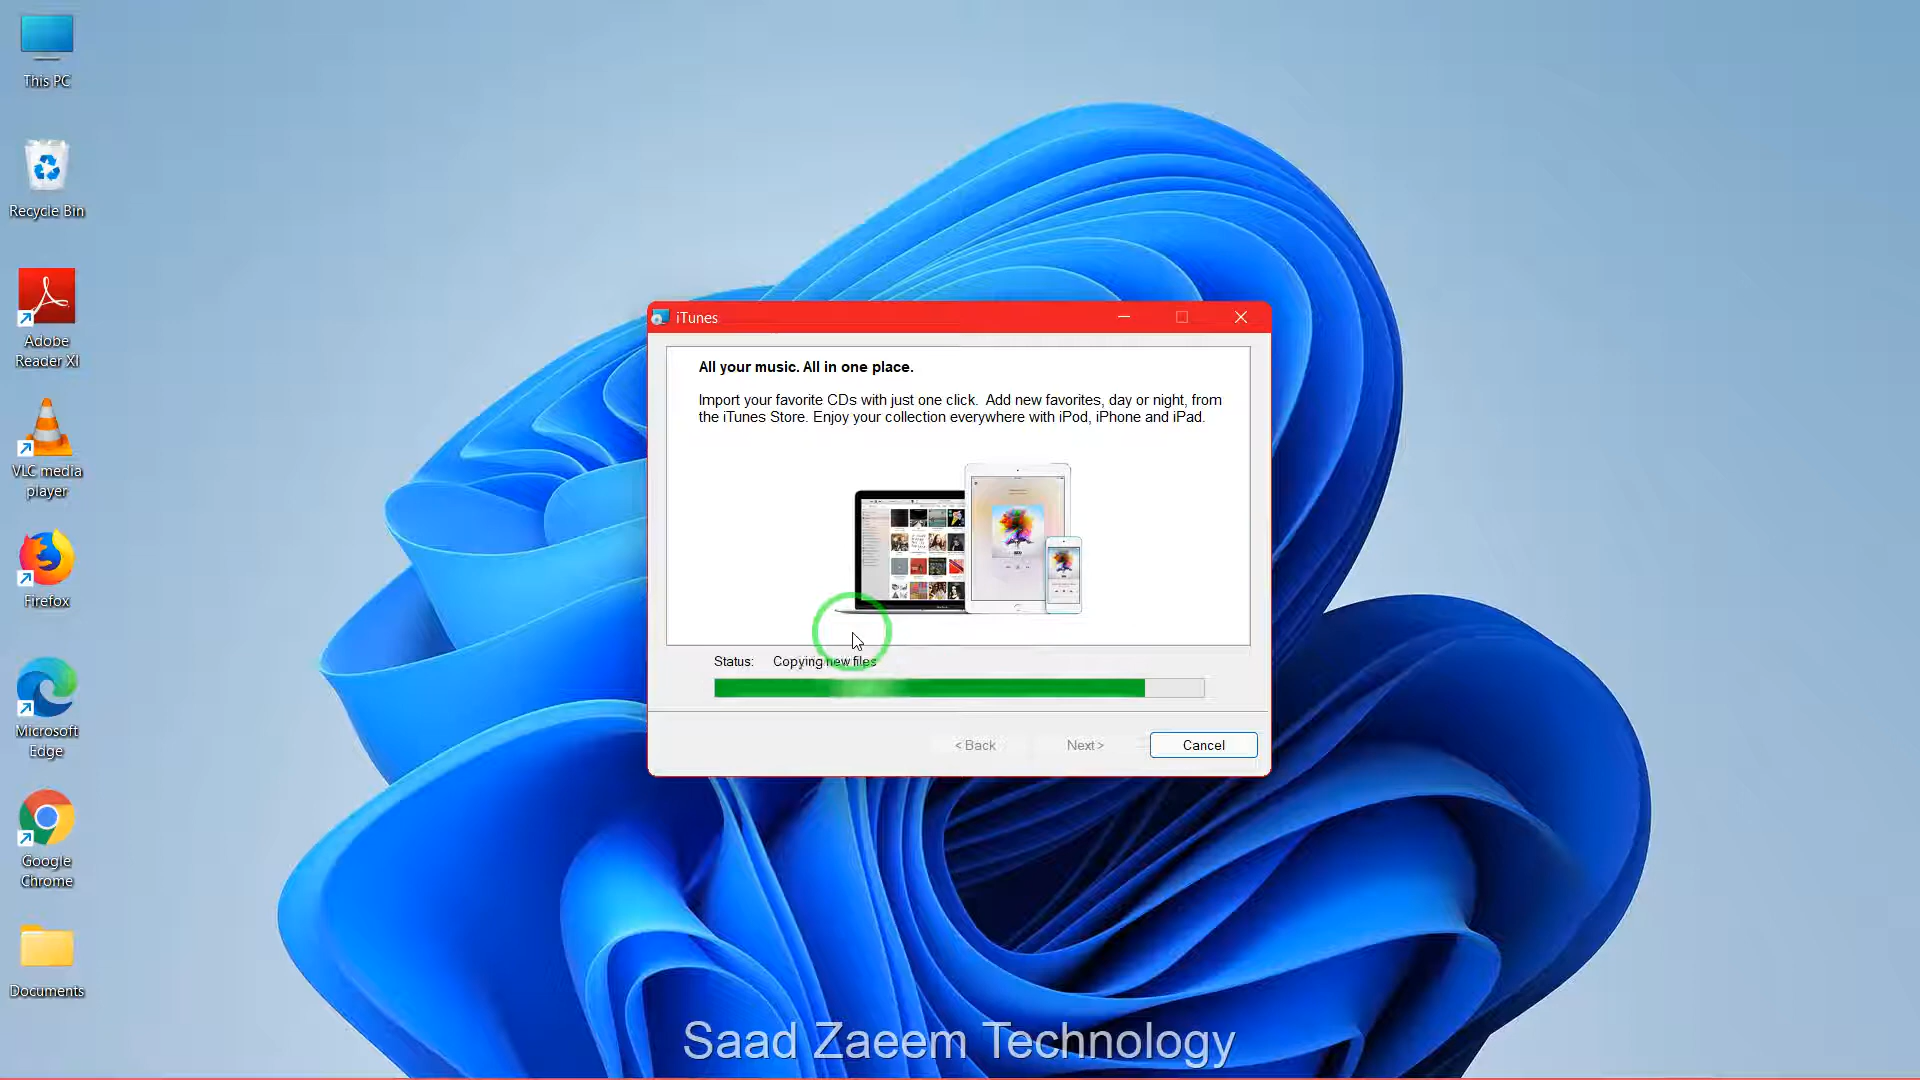 This PC
Recycle Bin
Adobe
Reader XI
VLC media
player
Firefox
Microsoft
Edge
Google
Chrome
Documents
iTunes
All your music. All in one place.
Import your favorite CDs with just one click. Add new favorites, day or night, from
the iTunes Store. Enjoy your collection everywhere with iPod, iPhone and iPad.
Status: Copying new files
< Back Next > Cancel
Saad Zaeem Technology